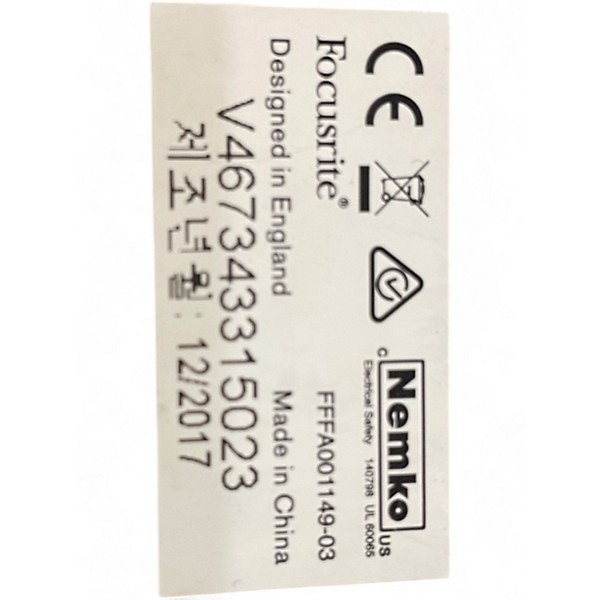 CE
c Nemko US
Electrical Safety 140798 UL 60065
Focusrite® FFFA001149-03
Designed in England Made in China
V467343315023
제조년월: 12/2017